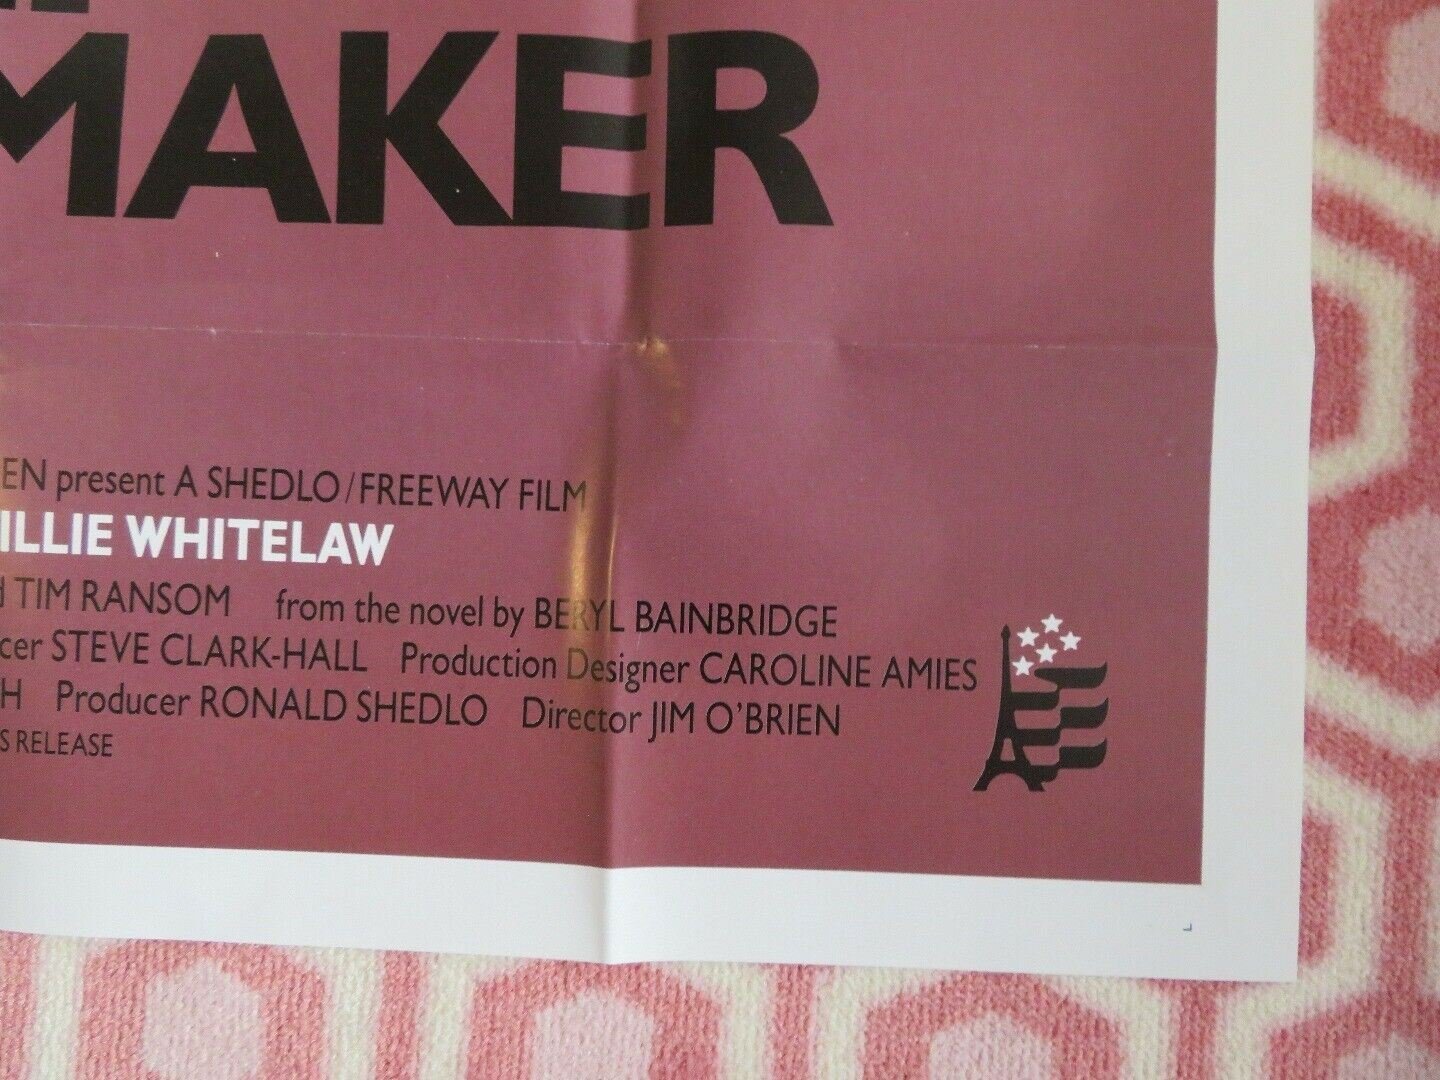 MAKER
EN present A SHEDLO/FREEWAY FILM
ILLIE WHITELAW
TIM RANSOM from the novel by BERYL BAINBRIDGE
cer STEVE CLARK-HALL Production Designer CAROLINE AMIES
H Producer RONALD SHEDLO Director JIM O'BRIEN
S RELEASE